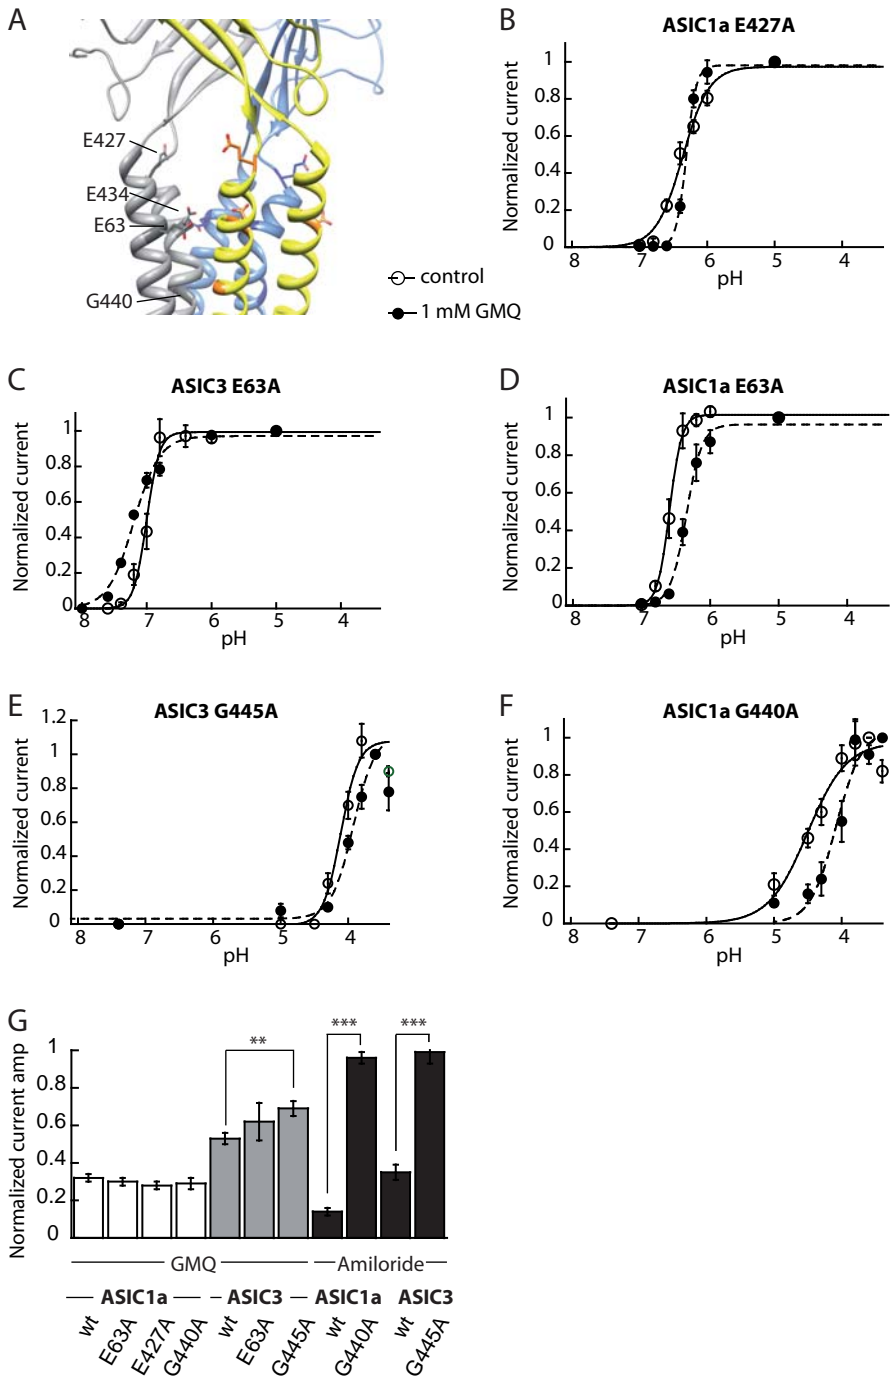 A
E427
E434
E63
G440
control
1 mM GMQ
B
ASIC1a E427A
Normalized current
1
0.8
0.6
0.4
0.2
0
8 7 6 5 4
pH
C
ASIC3 E63A
Normalized current
1
0.8
0.6
0.4
0.2
0
8 7 6 5 4
pH
D
ASIC1a E63A
Normalized current
1
0.8
0.6
0.4
0.2
0
8 7 6 5 4
pH
E
ASIC3 G445A
Normalized current
1.2
1
0.8
0.6
0.4
0.2
0
8 7 6 5 4
pH
F
ASIC1a G440A
Normalized current
1
0.8
0.6
0.4
0.2
0
8 7 6 5 4
pH
G
Normalized current amp
1
0.8
0.6
0.4
0.2
0
** *** ***
GMQ Amiloride
ASIC1a ASIC3 ASIC1a ASIC3
wt E63A E427A G440A wt E63A G445A wt G440A wt G445A